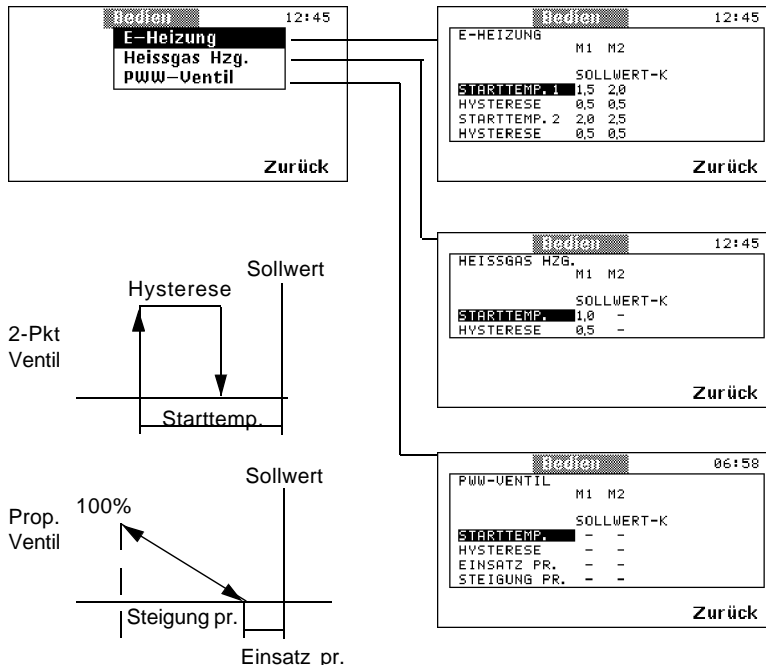 Bedien 12:45
E-Heizung
Heissgas Hzg.
PWW-Ventil
Zurück
Bedien 12:45
E-HEIZUNG
M1 M2
SOLLWERT-K
STARTTEMP. 1 1,5 2,0
HYSTERESE 0,5 0,5
STARTTEMP. 2 2,0 2,5
HYSTERESE 0,5 0,5
Zurück
Bedien 12:45
HEISSGAS HZG.
M1 M2
SOLLWERT-K
STARTTEMP. 1,0 -
HYSTERESE 0,5 -
Zurück
Sollwert
Hysterese
2-Pkt
Ventil
Starttemp.
Bedien 06:58
PWW-VENTIL
M1 M2
SOLLWERT-K
STARTTEMP. - -
HYSTERESE - -
EINSATZ PR. - -
STEIGUNG PR. - -
Zurück
Sollwert
100%
Prop.
Ventil
Steigung pr.
Einsatz pr.